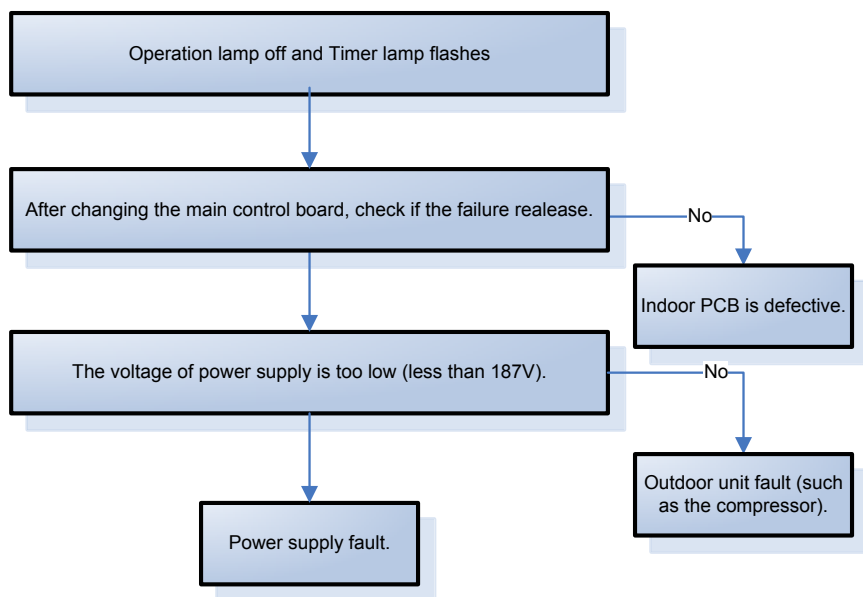 Operation lamp off and Timer lamp flashes
After changing the main control board, check if the failure realease.
No
Indoor PCB is defective.
The voltage of power supply is too low (less than 187V).
No
Outdoor unit fault (such
as the compressor).
Power supply fault.